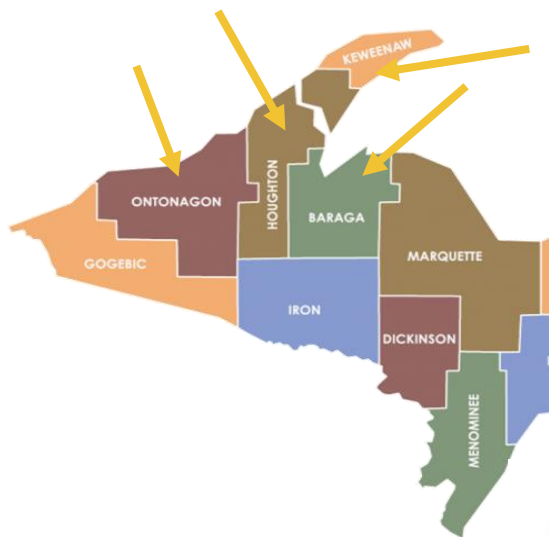 KEWEENAW
ONTONAGON
HOUGHTON
BARAGA
GOGEBIC
MARQUETTE
IRON
DICKINSON
MENOMINEE